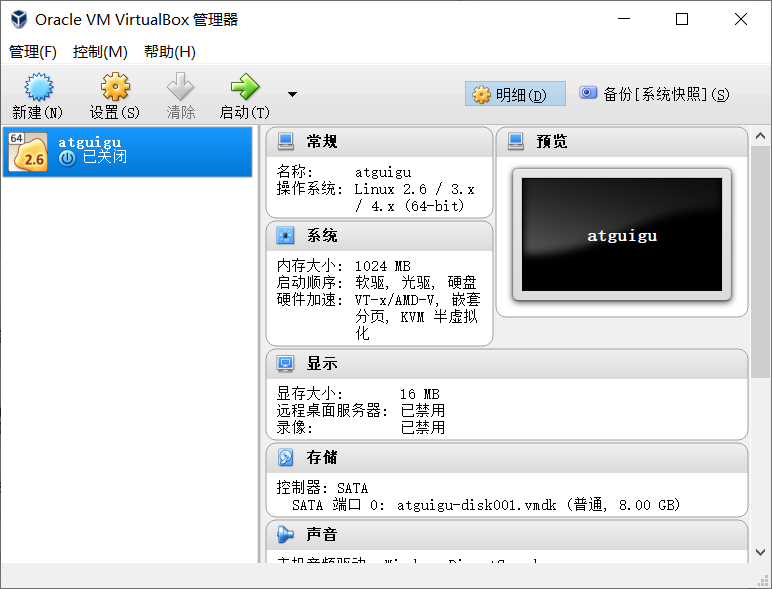 Oracle VM VirtualBox 管理器
管理(F) 控制(M) 帮助(H)
新建(N) 设置(S) 清除 启动(T) 明细(D) 备份[系统快照](S)
64
2.6
atguigu
已关闭
常规
名称: atguigu
操作系统: Linux 2.6 / 3.x
/ 4.x (64-bit)
预览
atguigu
系统
内存大小: 1024 MB
启动顺序: 软驱, 光驱, 硬盘
硬件加速: VT-x/AMD-V, 嵌套
分页, KVM 半虚拟
化
显示
显存大小: 16 MB
远程桌面服务器: 已禁用
录像: 已禁用
存储
控制器: SATA
SATA 端口 0: atguigu-disk001.vmdk (普通, 8.00 GB)
声音